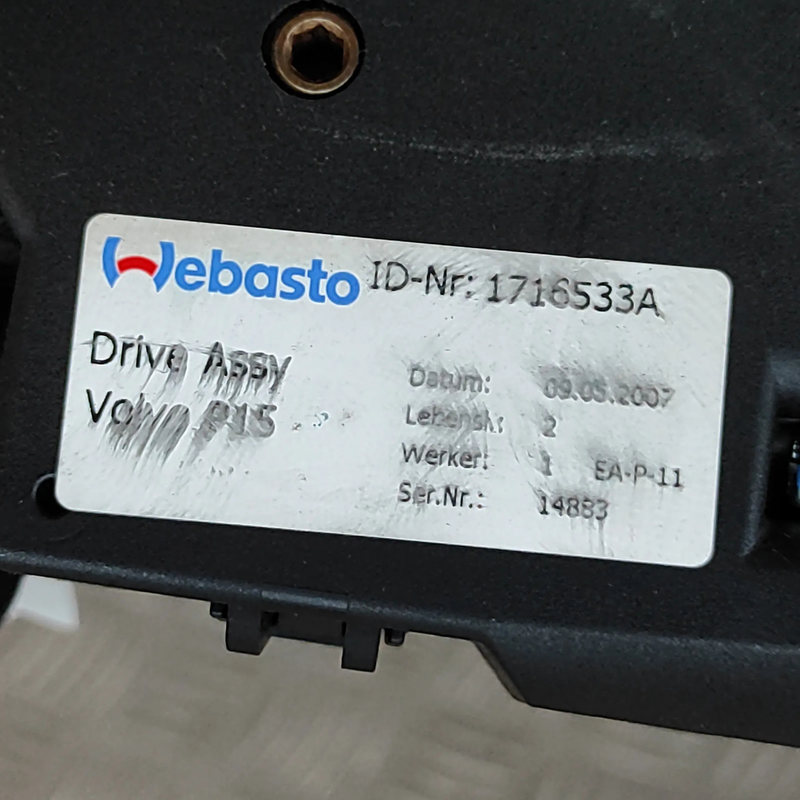 Webasto ID-Nr: 1716533A
Drive Assy
Volvo P15
Datum: 09.05.2007
Lebensk: 2
Werker: 1 EA-P-11
Ser.Nr.: 14883